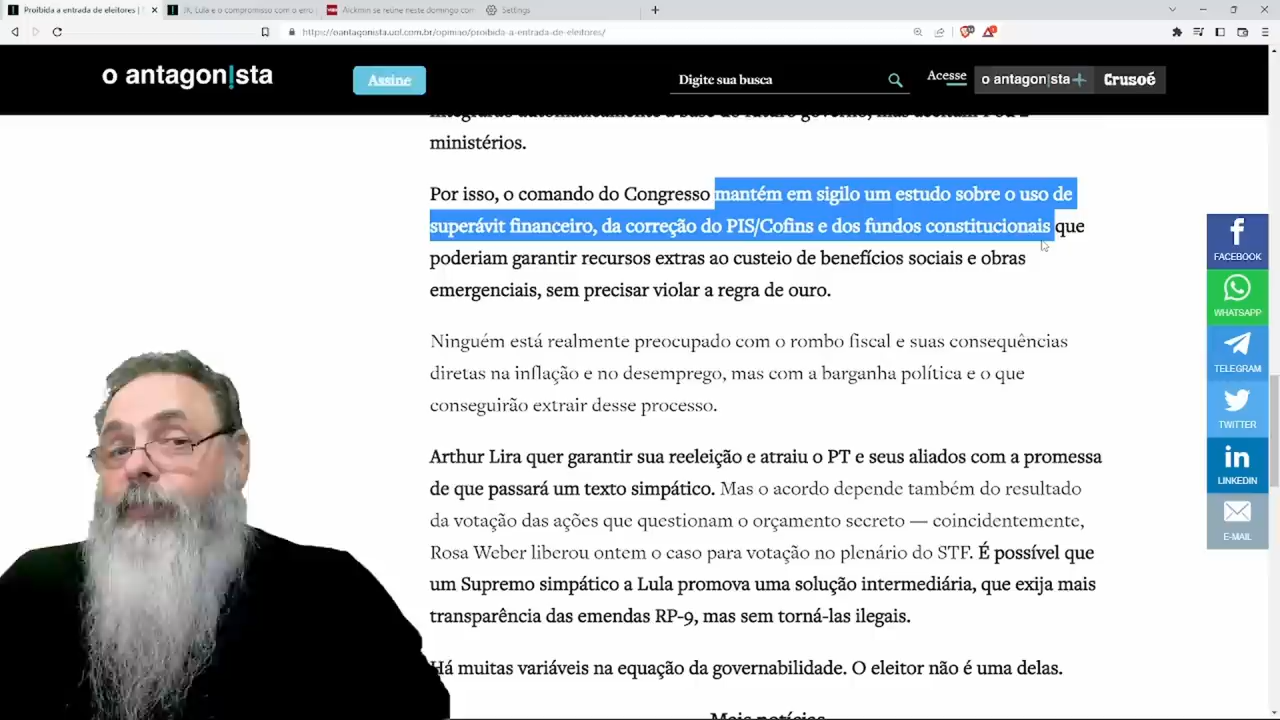 Proibida a entrada de eleitores |
JK, Lula e o compromisso com o erro
Alckmin se reúne neste domingo com
Settings
https://oantagonista.uol.com.br/opiniao/proibida-a-entrada-de-eleitores/
o antagon!sta
Assine
Digite sua busca
Acesse
o antagon|sta+
Crusoé
ministérios.
Por isso, o comando do Congresso mantém em sigilo um estudo sobre o uso de
superávit financeiro, da correção do PIS/Cofins e dos fundos constitucionais que
poderiam garantir recursos extras ao custeio de benefícios sociais e obras
emergenciais, sem precisar violar a regra de ouro.
Ninguém está realmente preocupado com o rombo fiscal e suas consequências
diretas na inflação e no desemprego, mas com a barganha política e o que
conseguirão extrair desse processo.
Arthur Lira quer garantir sua reeleição e atraiu o PT e seus aliados com a promessa
de que passará um texto simpático. Mas o acordo depende também do resultado
da votação das ações que questionam o orçamento secreto — coincidentemente,
Rosa Weber liberou ontem o caso para votação no plenário do STF. É possível que
um Supremo simpático a Lula promova uma solução intermediária, que exija mais
transparência das emendas RP-9, mas sem torná-las ilegais.
Há muitas variáveis na equação da governabilidade. O eleitor não é uma delas.
Mais notícias
FACEBOOK
WHATSAPP
TELEGRAM
TWITTER
LINKEDIN
E-MAIL